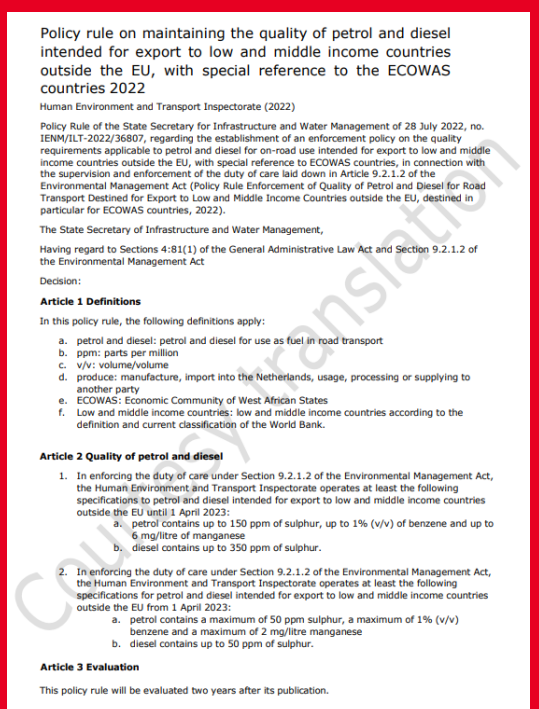 Policy rule on maintaining the quality of petrol and diesel
intended for export to low and middle income countries
outside the EU, with special reference to the ECOWAS
countries 2022
Human Environment and Transport Inspectorate (2022)
Policy Rule of the State Secretary for Infrastructure and Water Management of 28 July 2022, no.
IENM/ILT-2022/36807, regarding the establishment of an enforcement policy on the quality
requirements applicable to petrol and diesel for on-road use intended for export to low and middle
income countries outside the EU, with special reference to ECOWAS countries, in connection with
the supervision and enforcement of the duty of care laid down in Article 9.2.1.2 of the
Environmental Management Act (Policy Rule Enforcement of Quality of Petrol and Diesel for Road
Transport Destined for Export to Low and Middle Income Countries outside the EU, destined in
particular for ECOWAS countries, 2022).
The State Secretary of Infrastructure and Water Management,
Having regard to Sections 4:81(1) of the General Administrative Law Act and Section 9.2.1.2 of
the Environmental Management Act
Decision:
Article 1 Definitions
In this policy rule, the following definitions apply:
a. petrol and diesel: petrol and diesel for use as fuel in road transport
b. ppm: parts per million
c. v/v: volume/volume
d. produce: manufacture, import into the Netherlands, usage, processing or supplying to
another party
e. ECOWAS: Economic Community of West African States
f. Low and middle income countries: low and middle income countries according to the
definition and current classification of the World Bank.
Article 2 Quality of petrol and diesel
1. In enforcing the duty of care under Section 9.2.1.2 of the Environmental Management Act,
the Human Environment and Transport Inspectorate operates at least the following
specifications to petrol and diesel intended for export to low and middle income countries
outside the EU until 1 April 2023:
a. petrol contains up to 150 ppm of sulphur, up to 1% (v/v) of benzene and up to
6 mg/litre of manganese
b. diesel contains up to 350 ppm of sulphur.
2. In enforcing the duty of care under Section 9.2.1.2 of the Environmental Management Act,
the Human Environment and Transport Inspectorate operates at least the following
specifications for petrol and diesel intended for export to low and middle income countries
outside the EU from 1 April 2023:
a. petrol contains a maximum of 50 ppm sulphur, a maximum of 1% (v/v)
benzene and a maximum of 2 mg/litre manganese
b. diesel contains up to 50 ppm of sulphur.
Article 3 Evaluation
This policy rule will be evaluated two years after its publication.
Courtesy translation